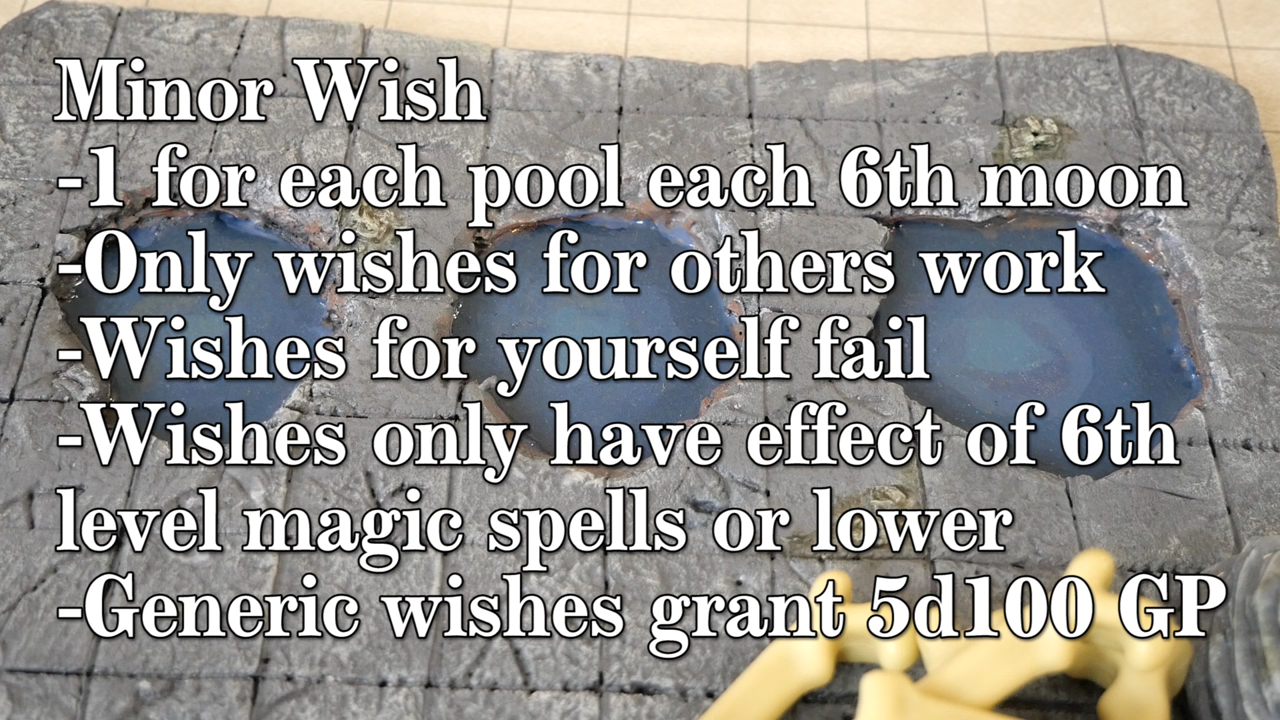 Minor Wish
-1 for each pool each 6th moon
-Only wishes for others work
-Wishes for yourself fail
-Wishes only have effect of 6th
level magic spells or lower
-Generic wishes grant 5d100 GP